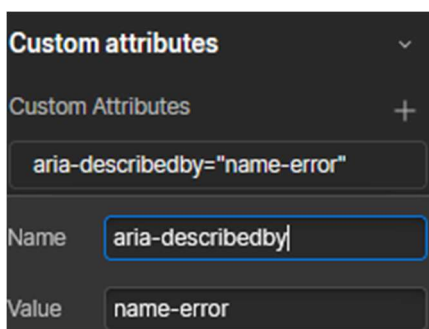 Custom attributes
Custom Attributes
aria-describedby="name-error"
Name aria-describedby
Value name-error